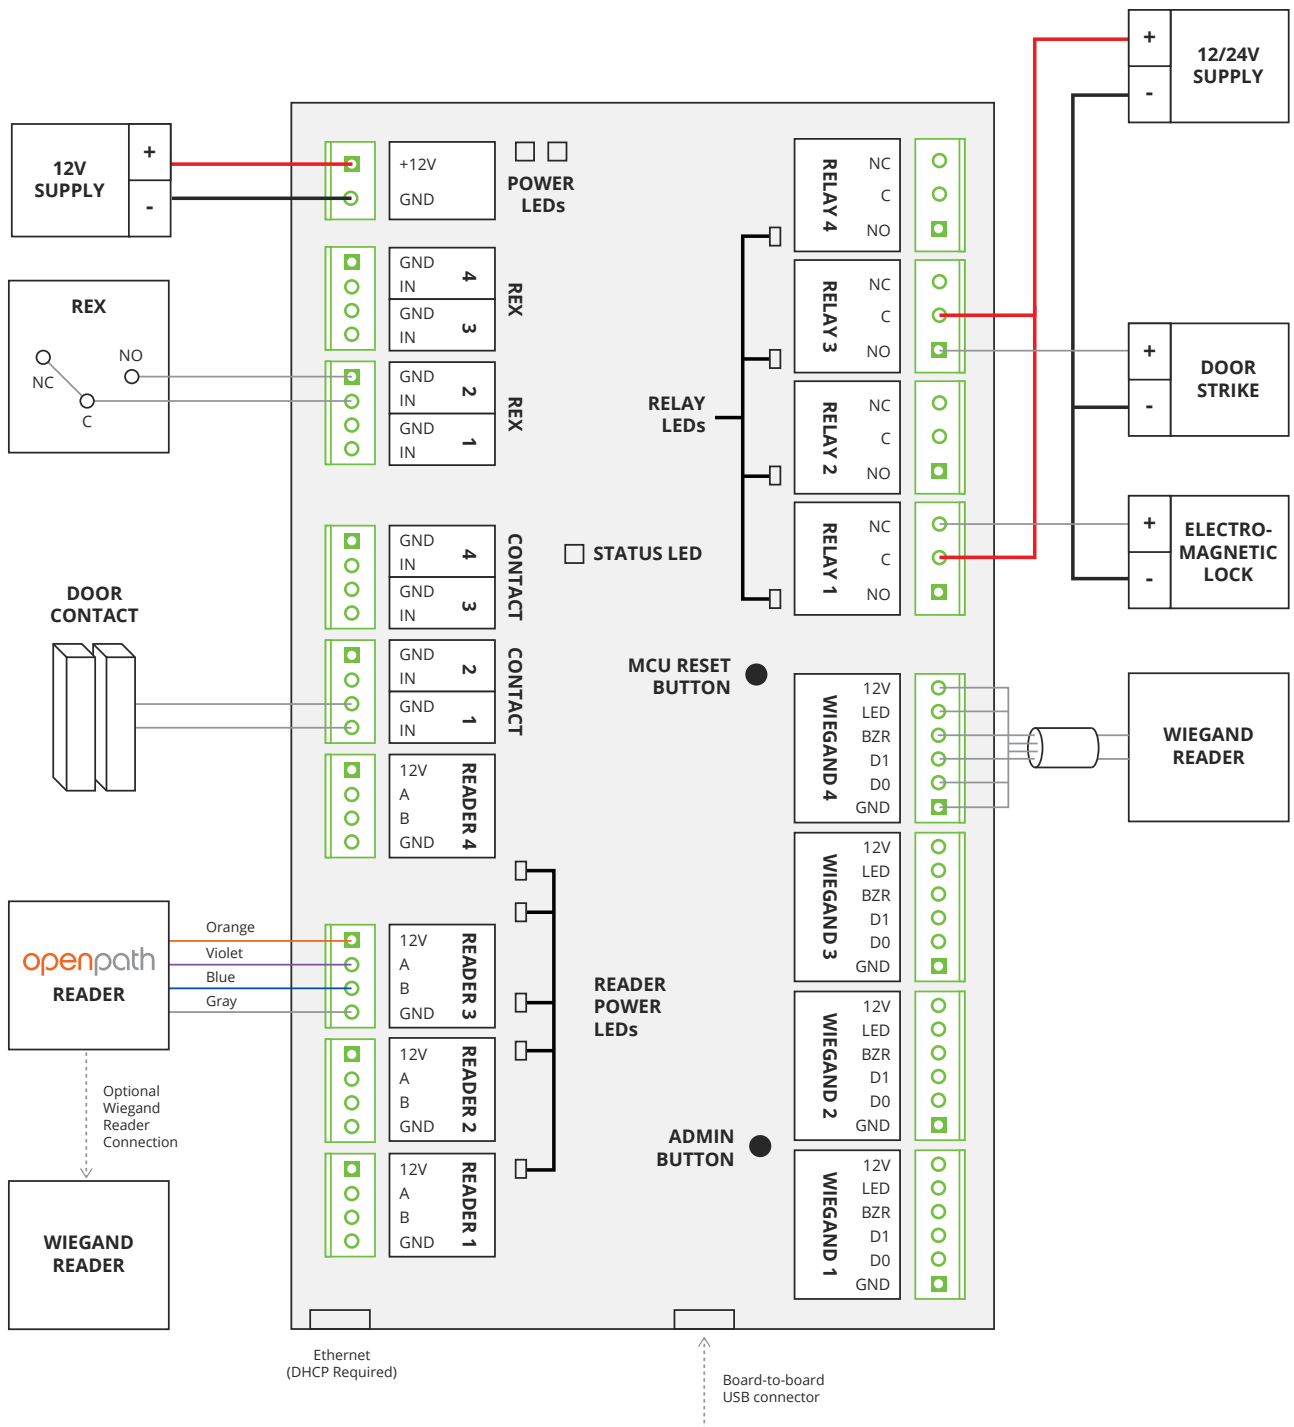 12V
SUPPLY
+
-
REX
NO
NC
C
DOOR
CONTACT
openpath
READER
Orange
Violet
Blue
Gray
Optional
Wiegand
Reader
Connection
WIEGAND
READER
+12V
GND
POWER
LEDs
GND
IN
4
GND
IN
3
REX
GND
IN
2
GND
IN
1
REX
GND
IN
4
GND
IN
3
CONTACT
GND
IN
2
GND
IN
1
CONTACT
12V
A
B
GND
READER 4
12V
A
B
GND
READER 3
12V
A
B
GND
READER 2
12V
A
B
GND
READER 1
RELAY
LEDs
STATUS LED
MCU RESET
BUTTON
READER
POWER
LEDs
ADMIN
BUTTON
RELAY 4
NC
C
NO
RELAY 3
NC
C
NO
RELAY 2
NC
C
NO
RELAY 1
NC
C
NO
WIEGAND 4
12V
LED
BZR
D1
D0
GND
WIEGAND 3
12V
LED
BZR
D1
D0
GND
WIEGAND 2
12V
LED
BZR
D1
D0
GND
WIEGAND 1
12V
LED
BZR
D1
D0
GND
+
-
12/24V
SUPPLY
+
-
DOOR
STRIKE
+
-
ELECTRO-
MAGNETIC
LOCK
WIEGAND
READER
Ethernet
(DHCP Required)
Board-to-board
USB connector